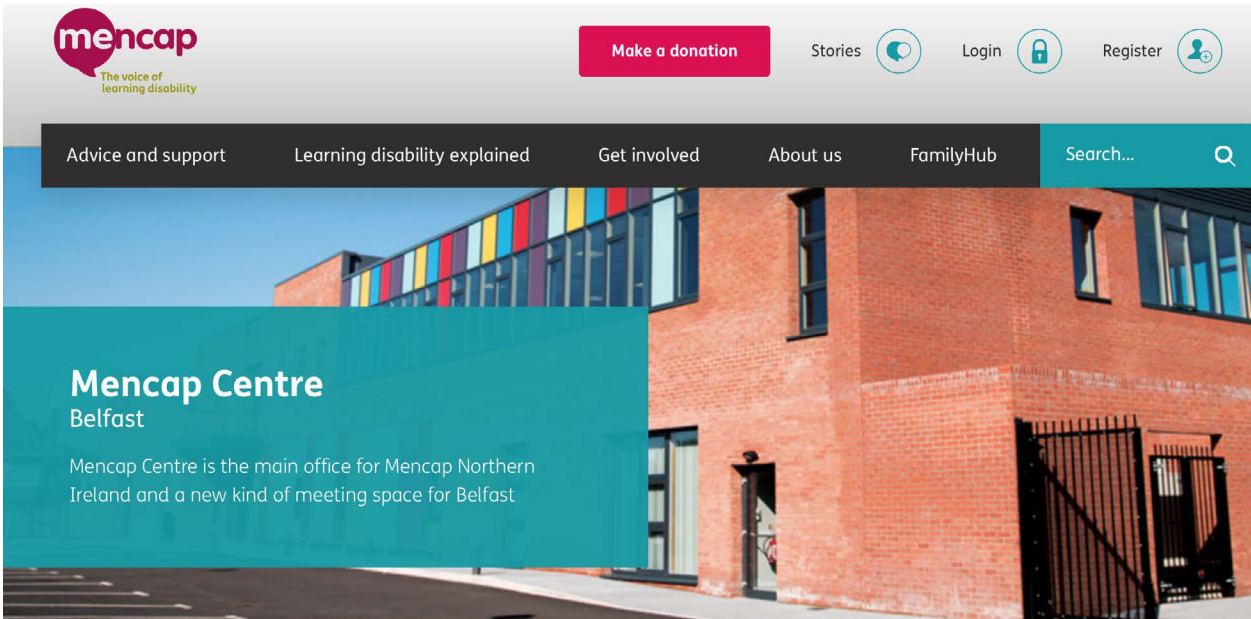 mencap
The voice of
learning disability
Make a donation
Stories
Login
Register
Advice and support
Learning disability explained
Get involved
About us
FamilyHub
Search...
Mencap Centre
Belfast
Mencap Centre is the main office for Mencap Northern
Ireland and a new kind of meeting space for Belfast